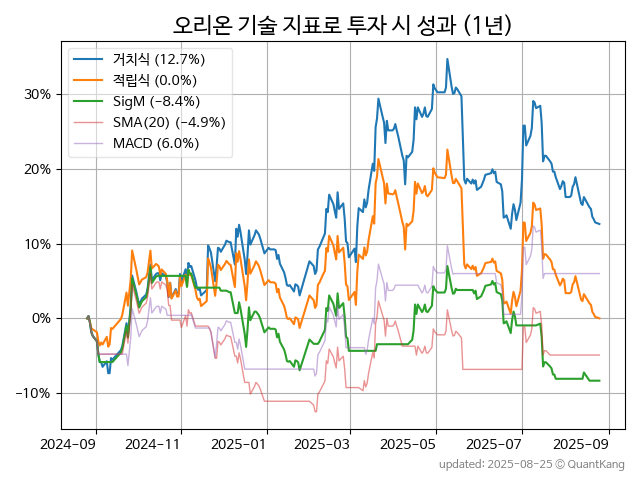 오리온 기술 지표로 투자 시 성과 (1년)
거치식 (12.7%)
적립식 (0.0%)
SigM (−8.4%)
SMA(20) (−4.9%)
MACD (6.0%)
30%
20%
10%
0%
−10%
2024−09 2024−11 2025−01 2025−03 2025−05 2025−07 2025−09
updated: 2025−08−25 © QuantKang